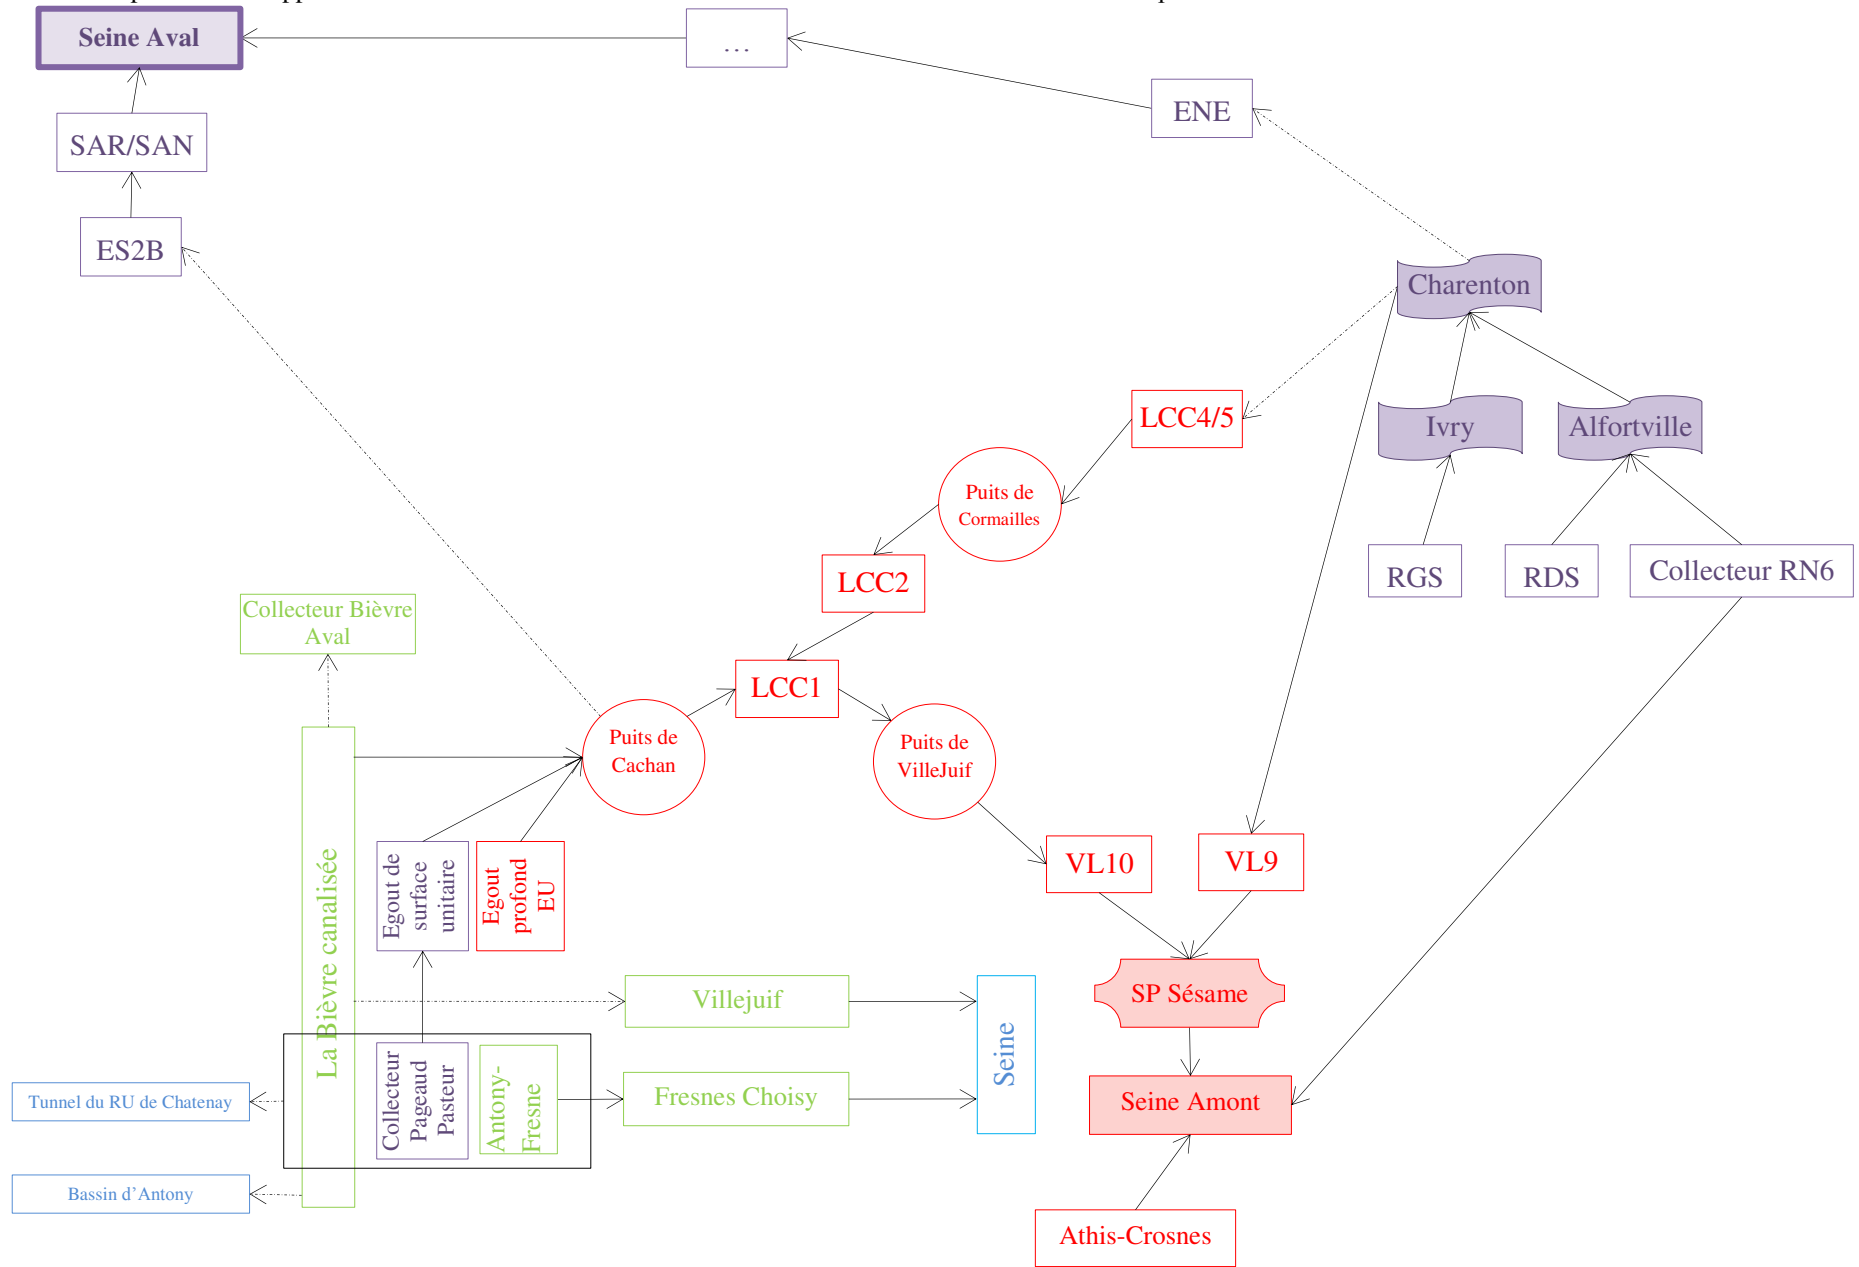 Seine Aval
...
ENE
SAR/SAN
ES2B
Charenton
LCC4/5
Ivry
Alfortville
Puits de
Cormailles
RGS
RDS
Collecteur RN6
LCC2
Collecteur Bièvre
Aval
LCC1
Puits de
Cachan
Puits de
VilleJuif
VL10
VL9
La Bièvre canalisée
Egout de
surface
unitaire
Egout
profond
EU
Villejuif
SP Sésame
Seine
Tunnel du RU de Chatenay
Collecteur
Pageaud
Pasteur
Antony-
Fresne
Fresnes Choisy
Seine Amont
Bassin d’Antony
Athis-Crosnes